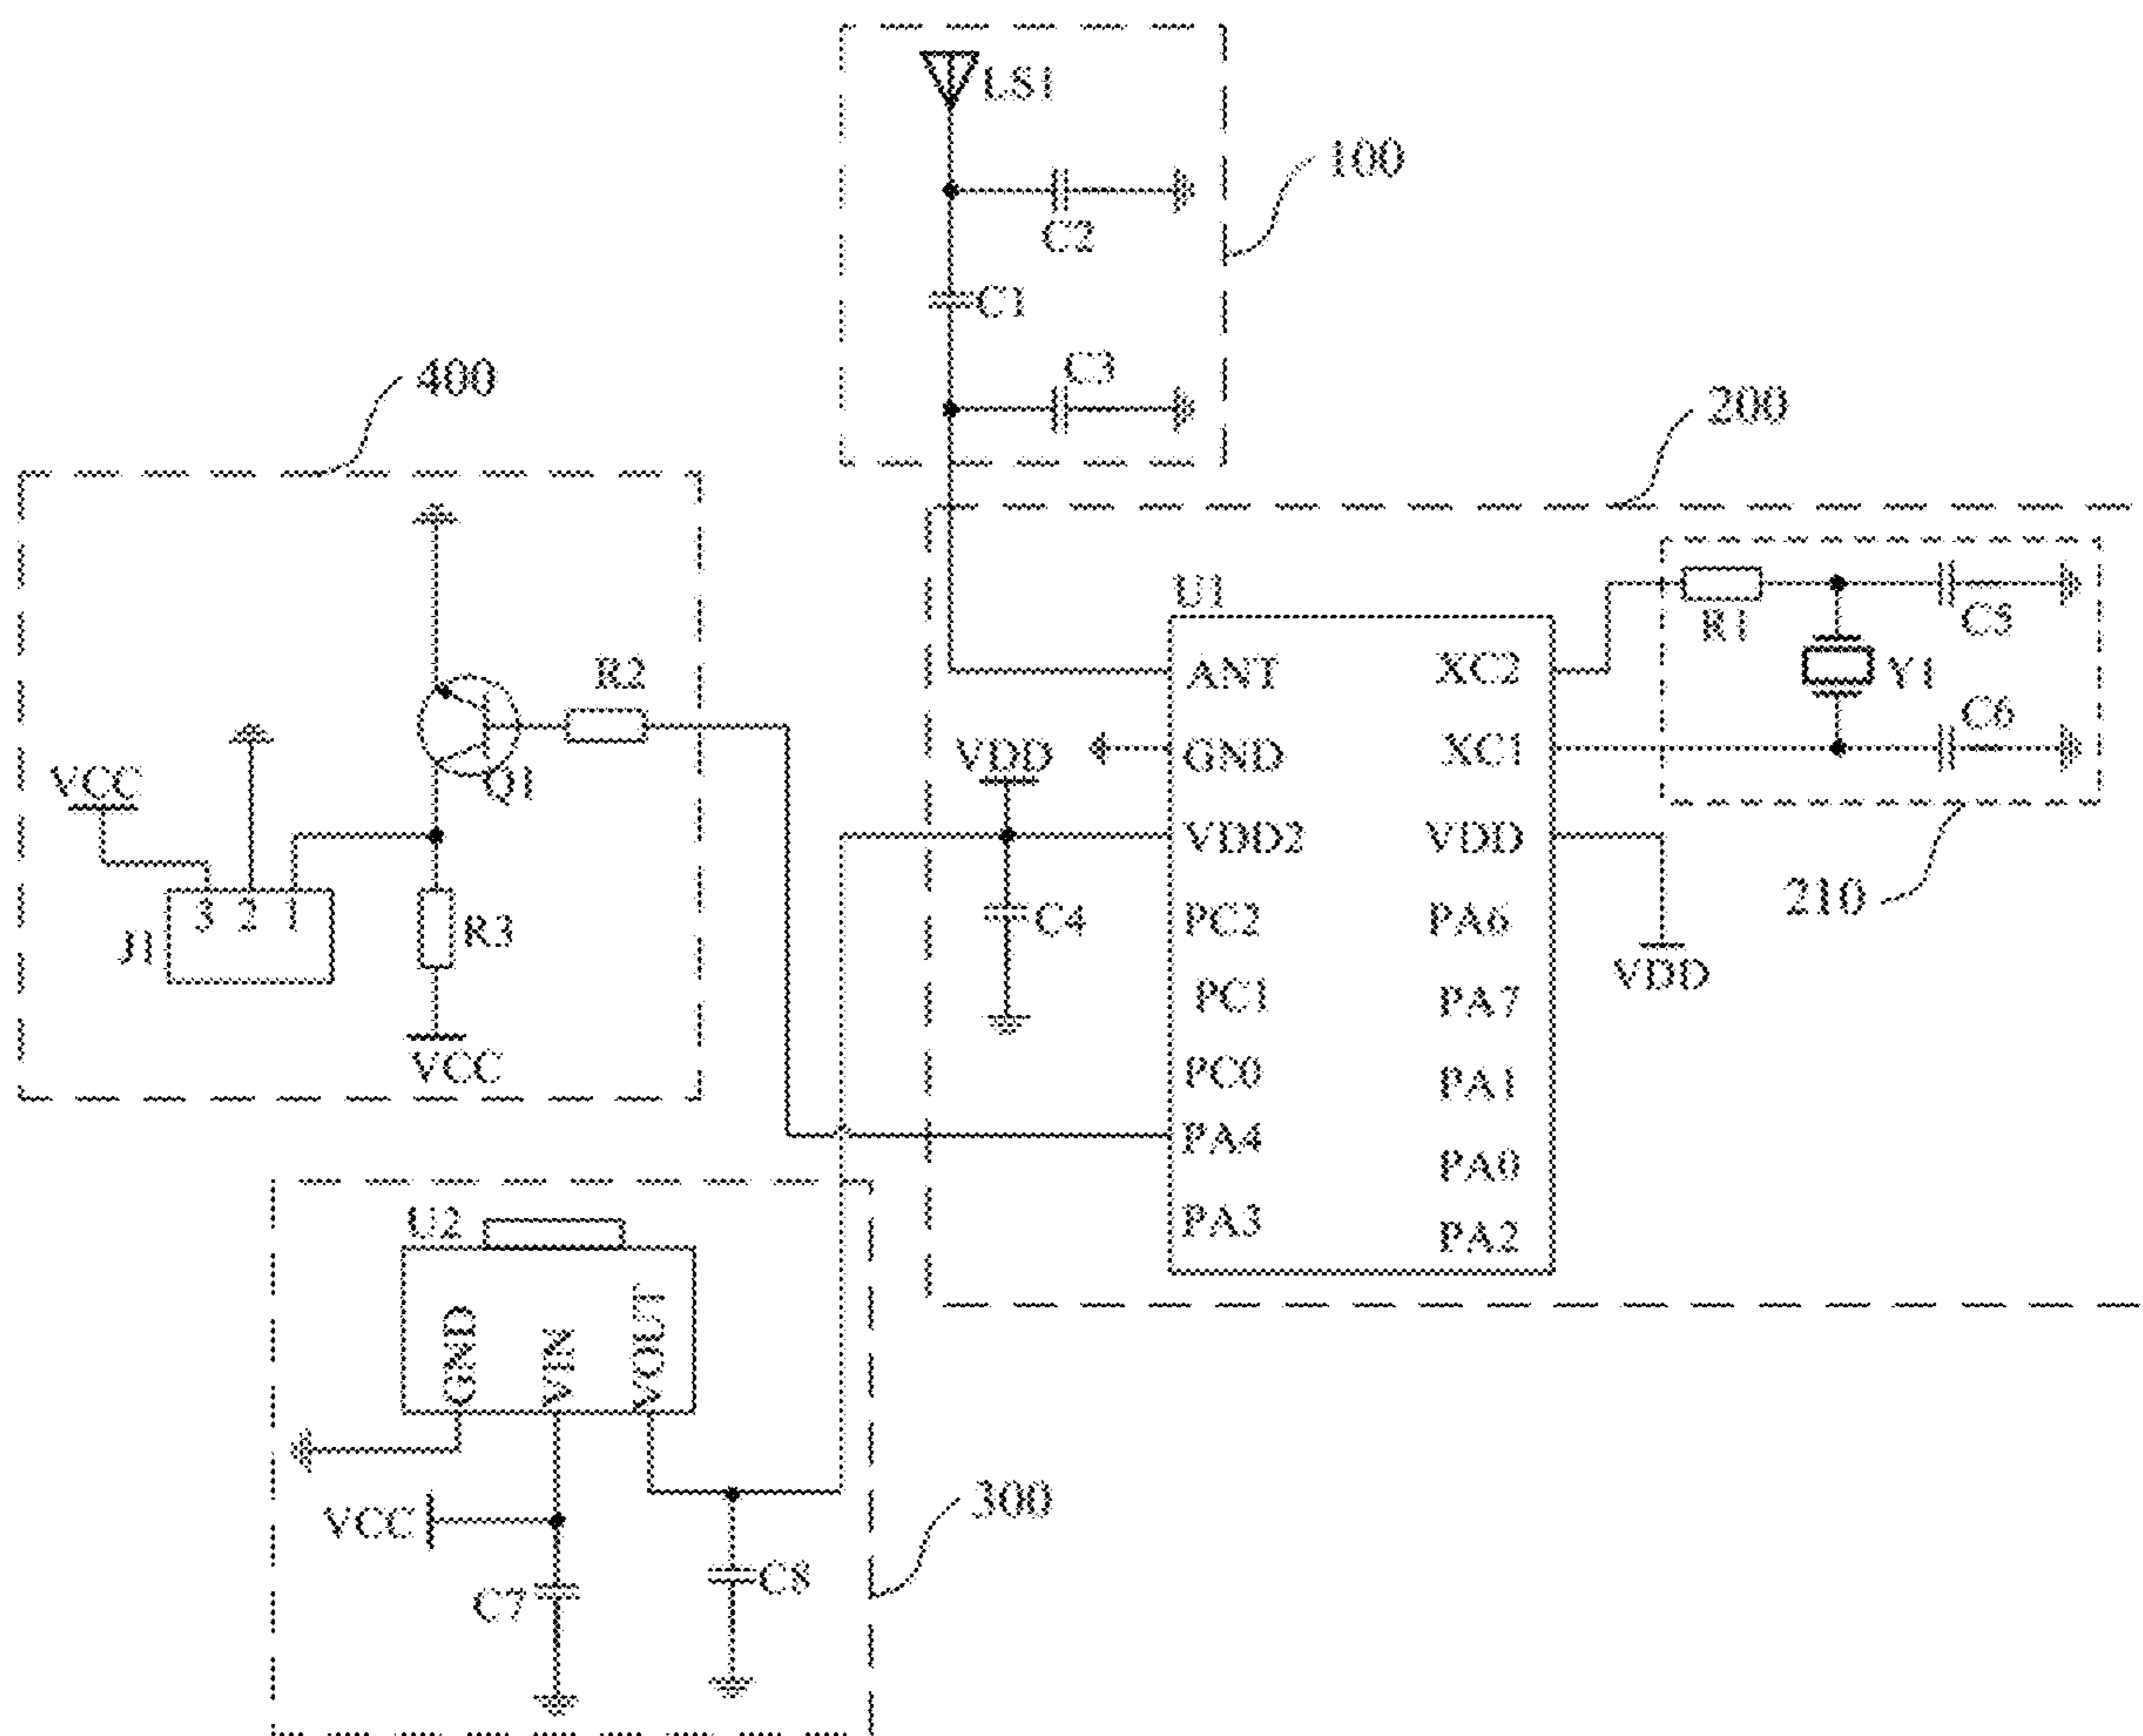 LS1
100
C2
C1
C3
400
200
U1
R1
C5
Y1
C6
R2
ANT
XC2
VDD
GND
XC1
Q1
VCC
VDD2
VDD
210
PC2
PA6
C4
3 2 1
J1
R3
PC1
PA7
VDD
VCC
PC0
PA1
PA4
PA0
PA3
PA2
U2
GND
VIN
VOUT
300
VCC
C7
C8